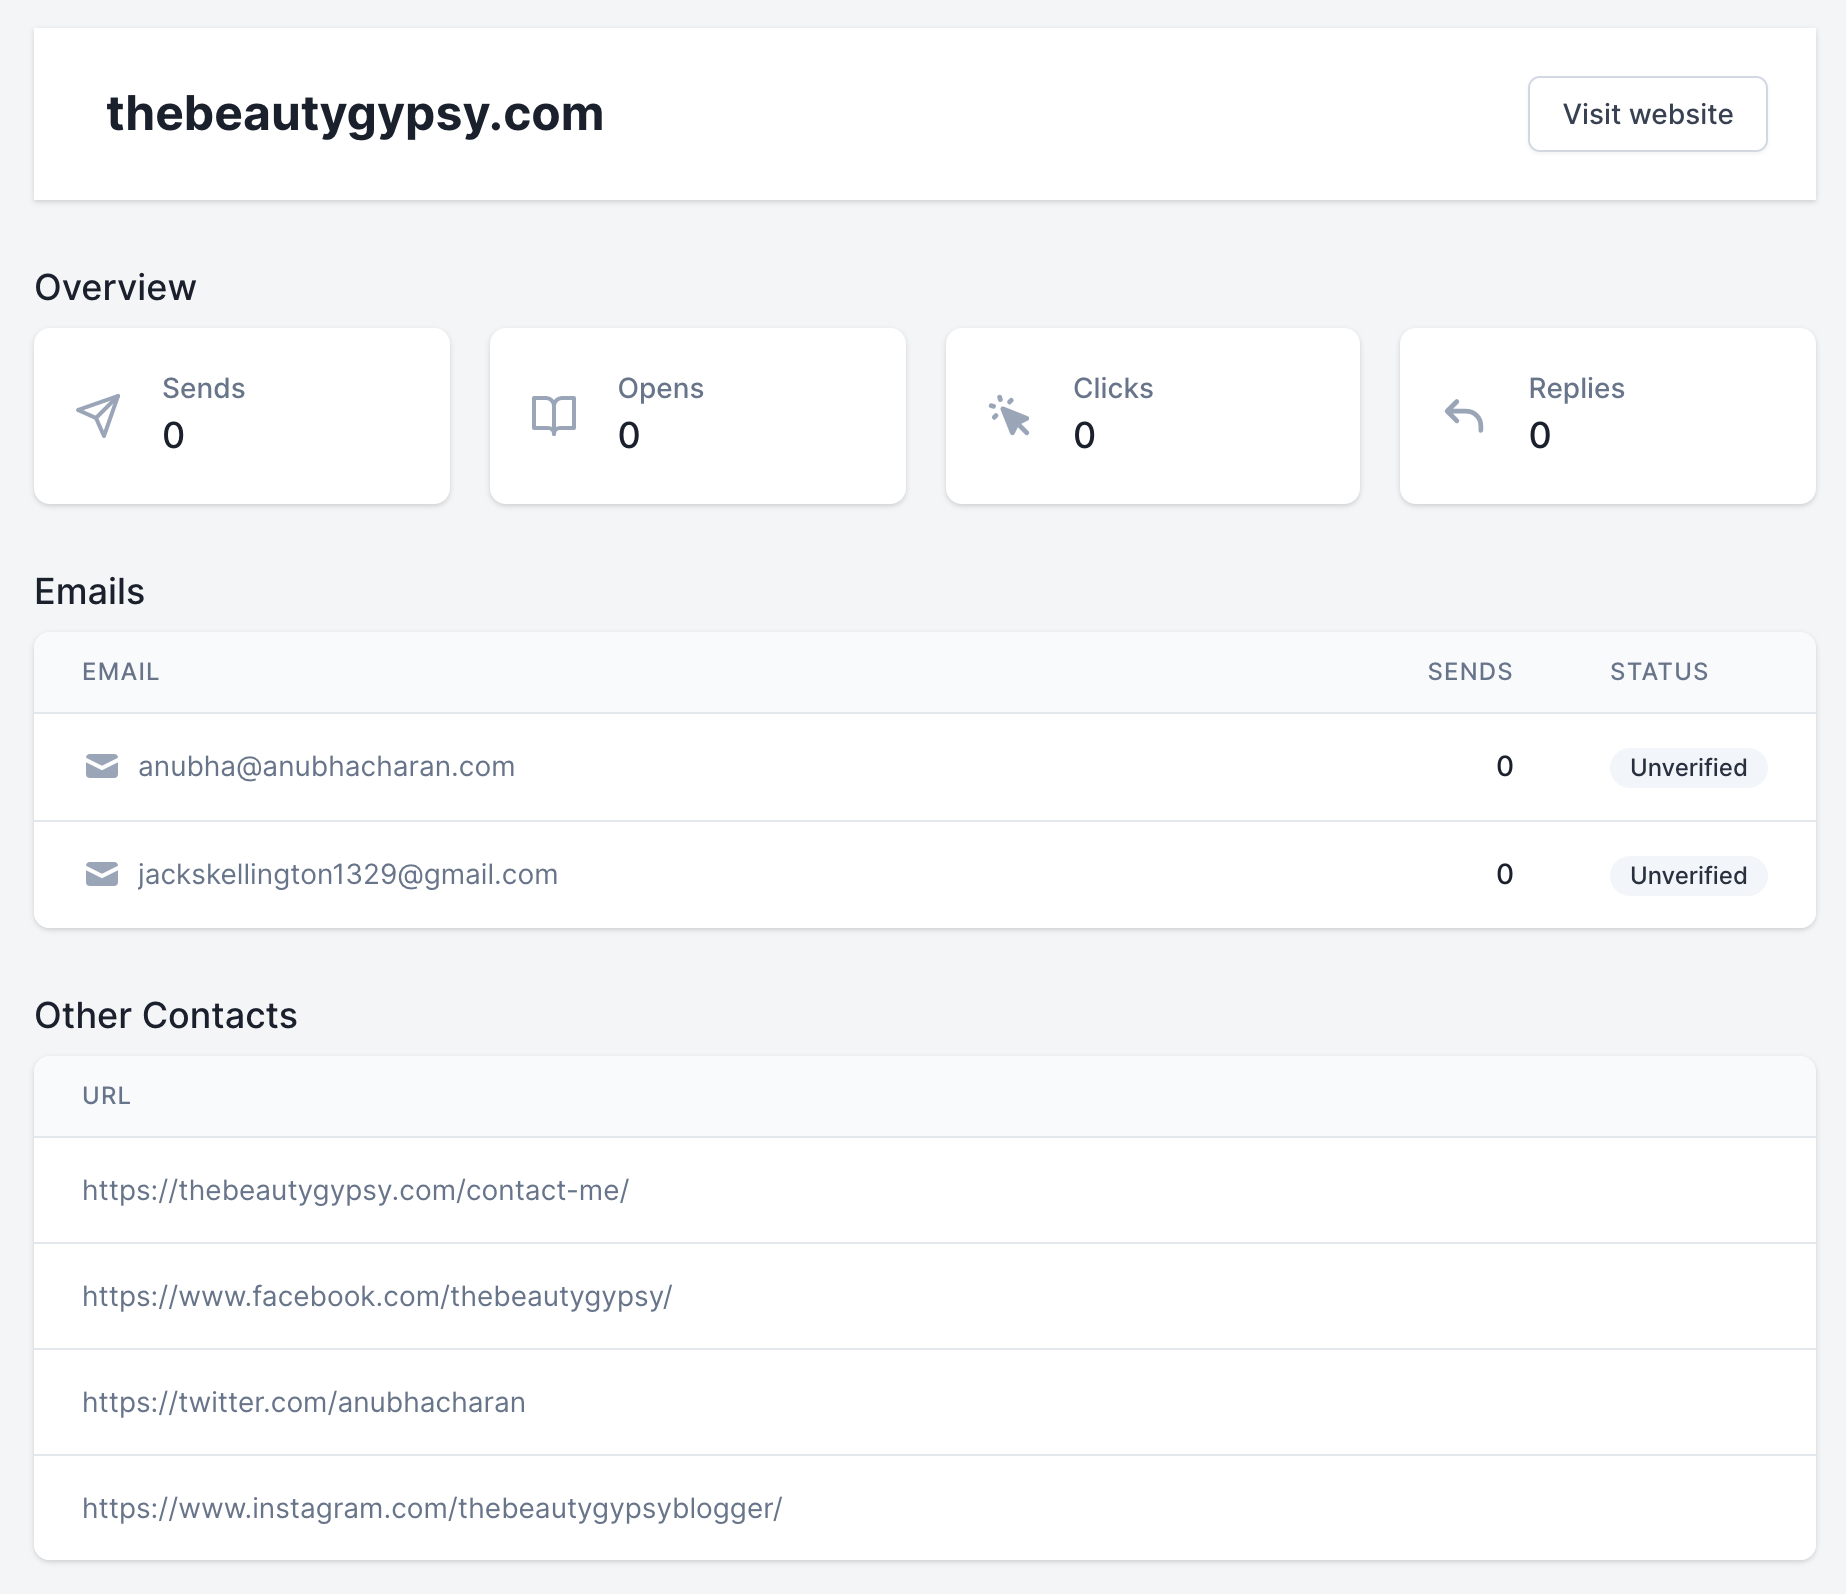 thebeautygypsy.com
Visit website
Overview
Sends
0
Opens
0
Clicks
0
Replies
0
Emails
EMAIL SENDS STATUS
anubha@anubhacharan.com 0 Unverified
jackskellington1329@gmail.com 0 Unverified
Other Contacts
URL
https://thebeautygypsy.com/contact-me/
https://www.facebook.com/thebeautygypsy/
https://twitter.com/anubhacharan
https://www.instagram.com/thebeautygypsyblogger/